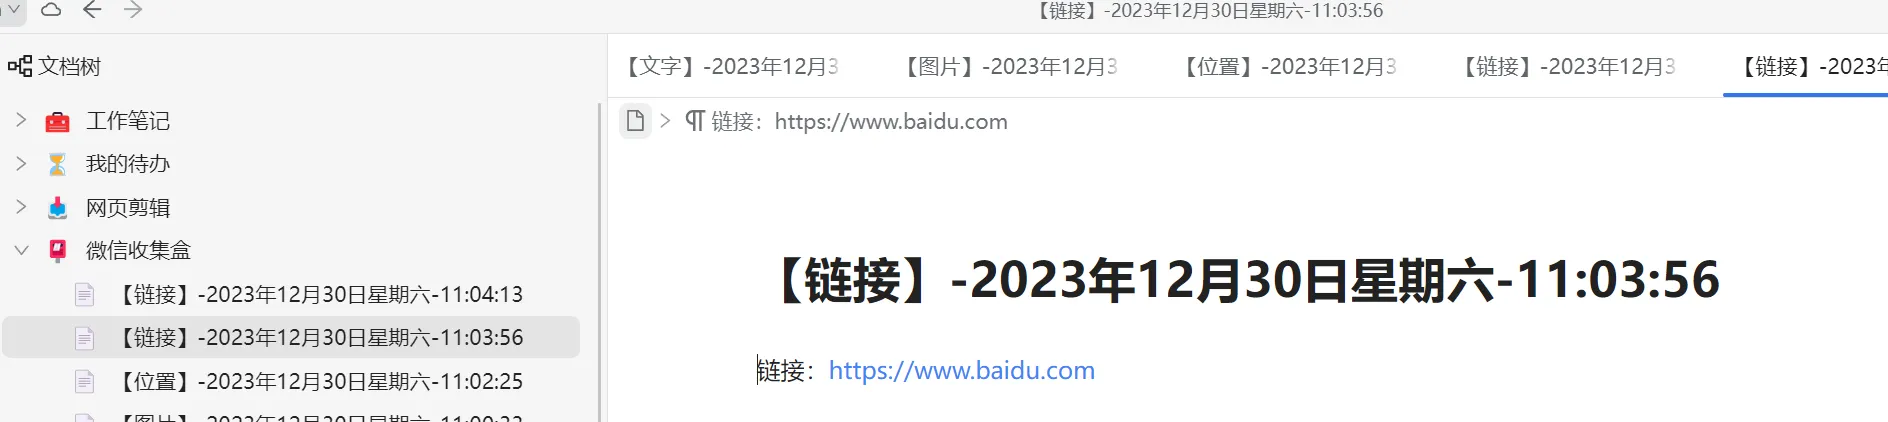 【链接】-2023年12月30日星期六-11:03:56
文档树
工作笔记
我的待办
网页剪辑
微信收集盒
【链接】-2023年12月30日星期六-11:04:13
【链接】-2023年12月30日星期六-11:03:56
【位置】-2023年12月30日星期六-11:02:25
【文字】-2023年12月3
【图片】-2023年12月3
【位置】-2023年12月3
【链接】-2023年12月3
【链接】-2023
链接：https://www.baidu.com
【链接】-2023年12月30日星期六-11:03:56
链接：https://www.baidu.com